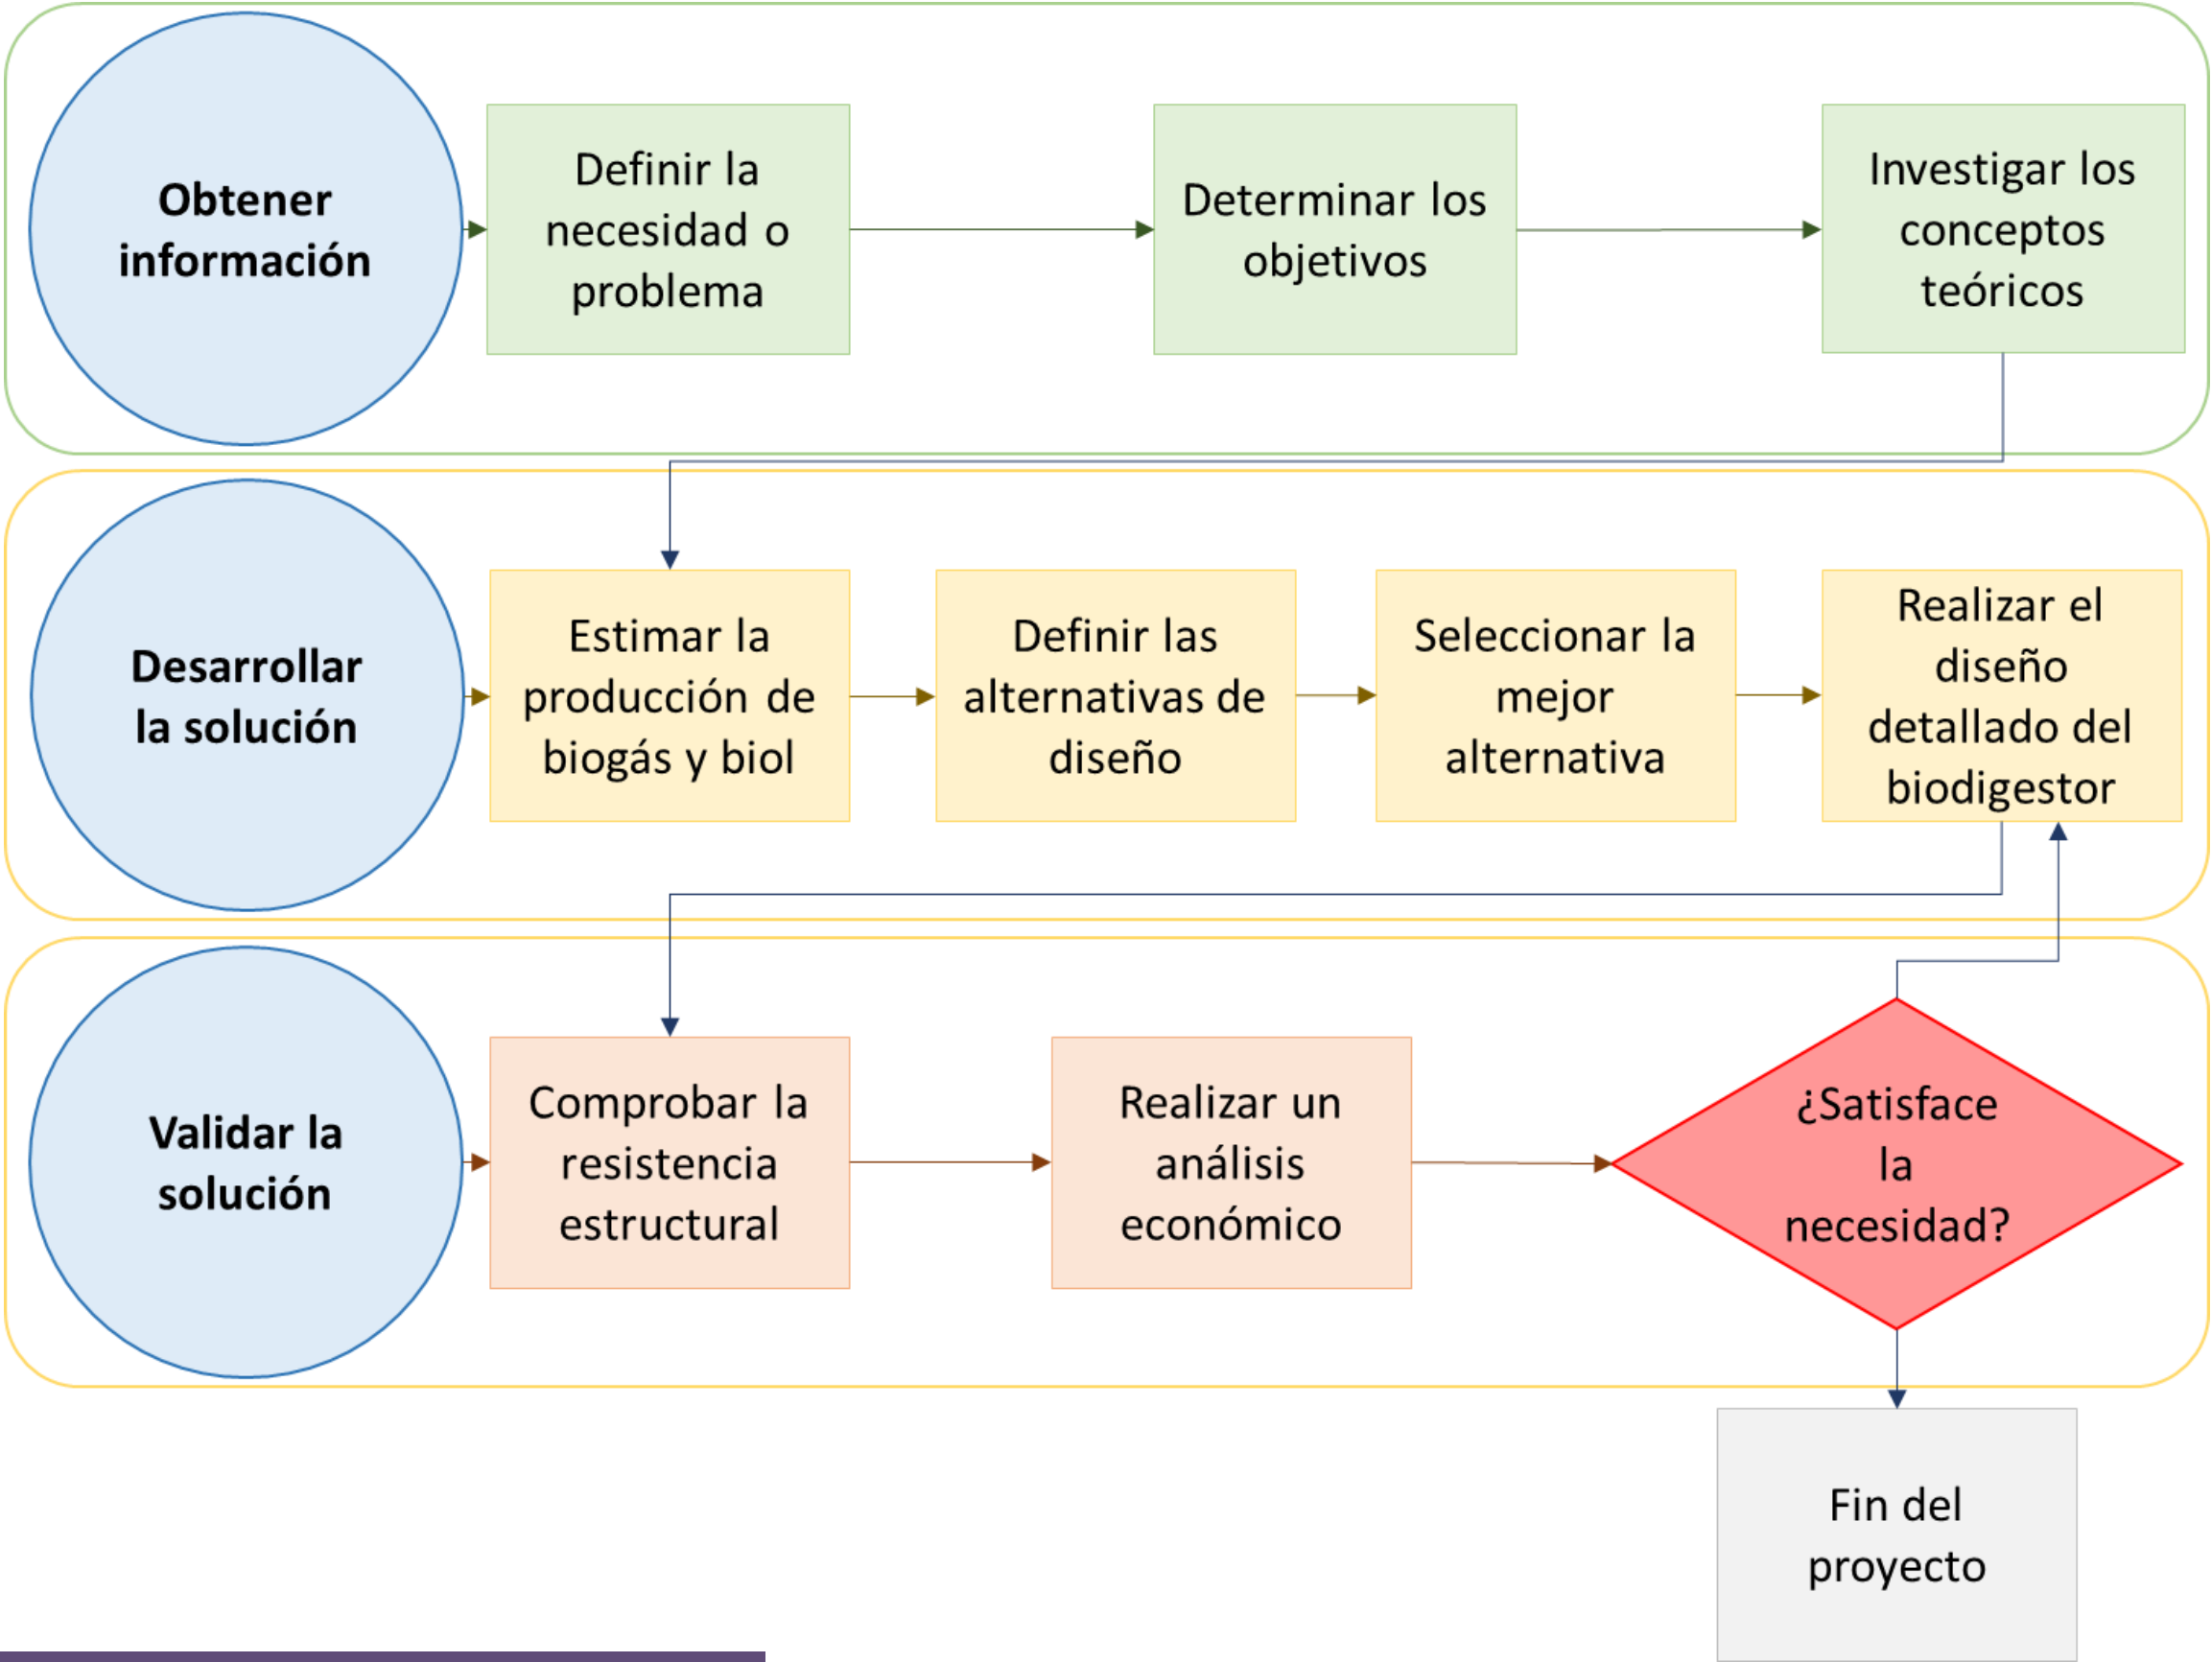 Obtener
información
Definir la
necesidad o
problema
Determinar los
objetivos
Investigar los
conceptos
teóricos
Desarrollar
la solución
Estimar la
producción de
biogás y biol
Definir las
alternativas de
diseño
Seleccionar la
mejor
alternativa
Realizar el
diseño
detallado del
biodigestor
Validar la
solución
Comprobar la
resistencia
estructural
Realizar un
análisis
económico
¿Satisface
la
necesidad?
Fin del
proyecto